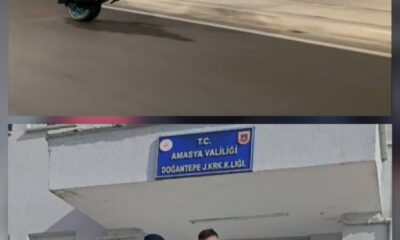 T.C.
AMASYA VALİLİĞİ
DOĞANTEPE J.KRK.K.LIĞI.